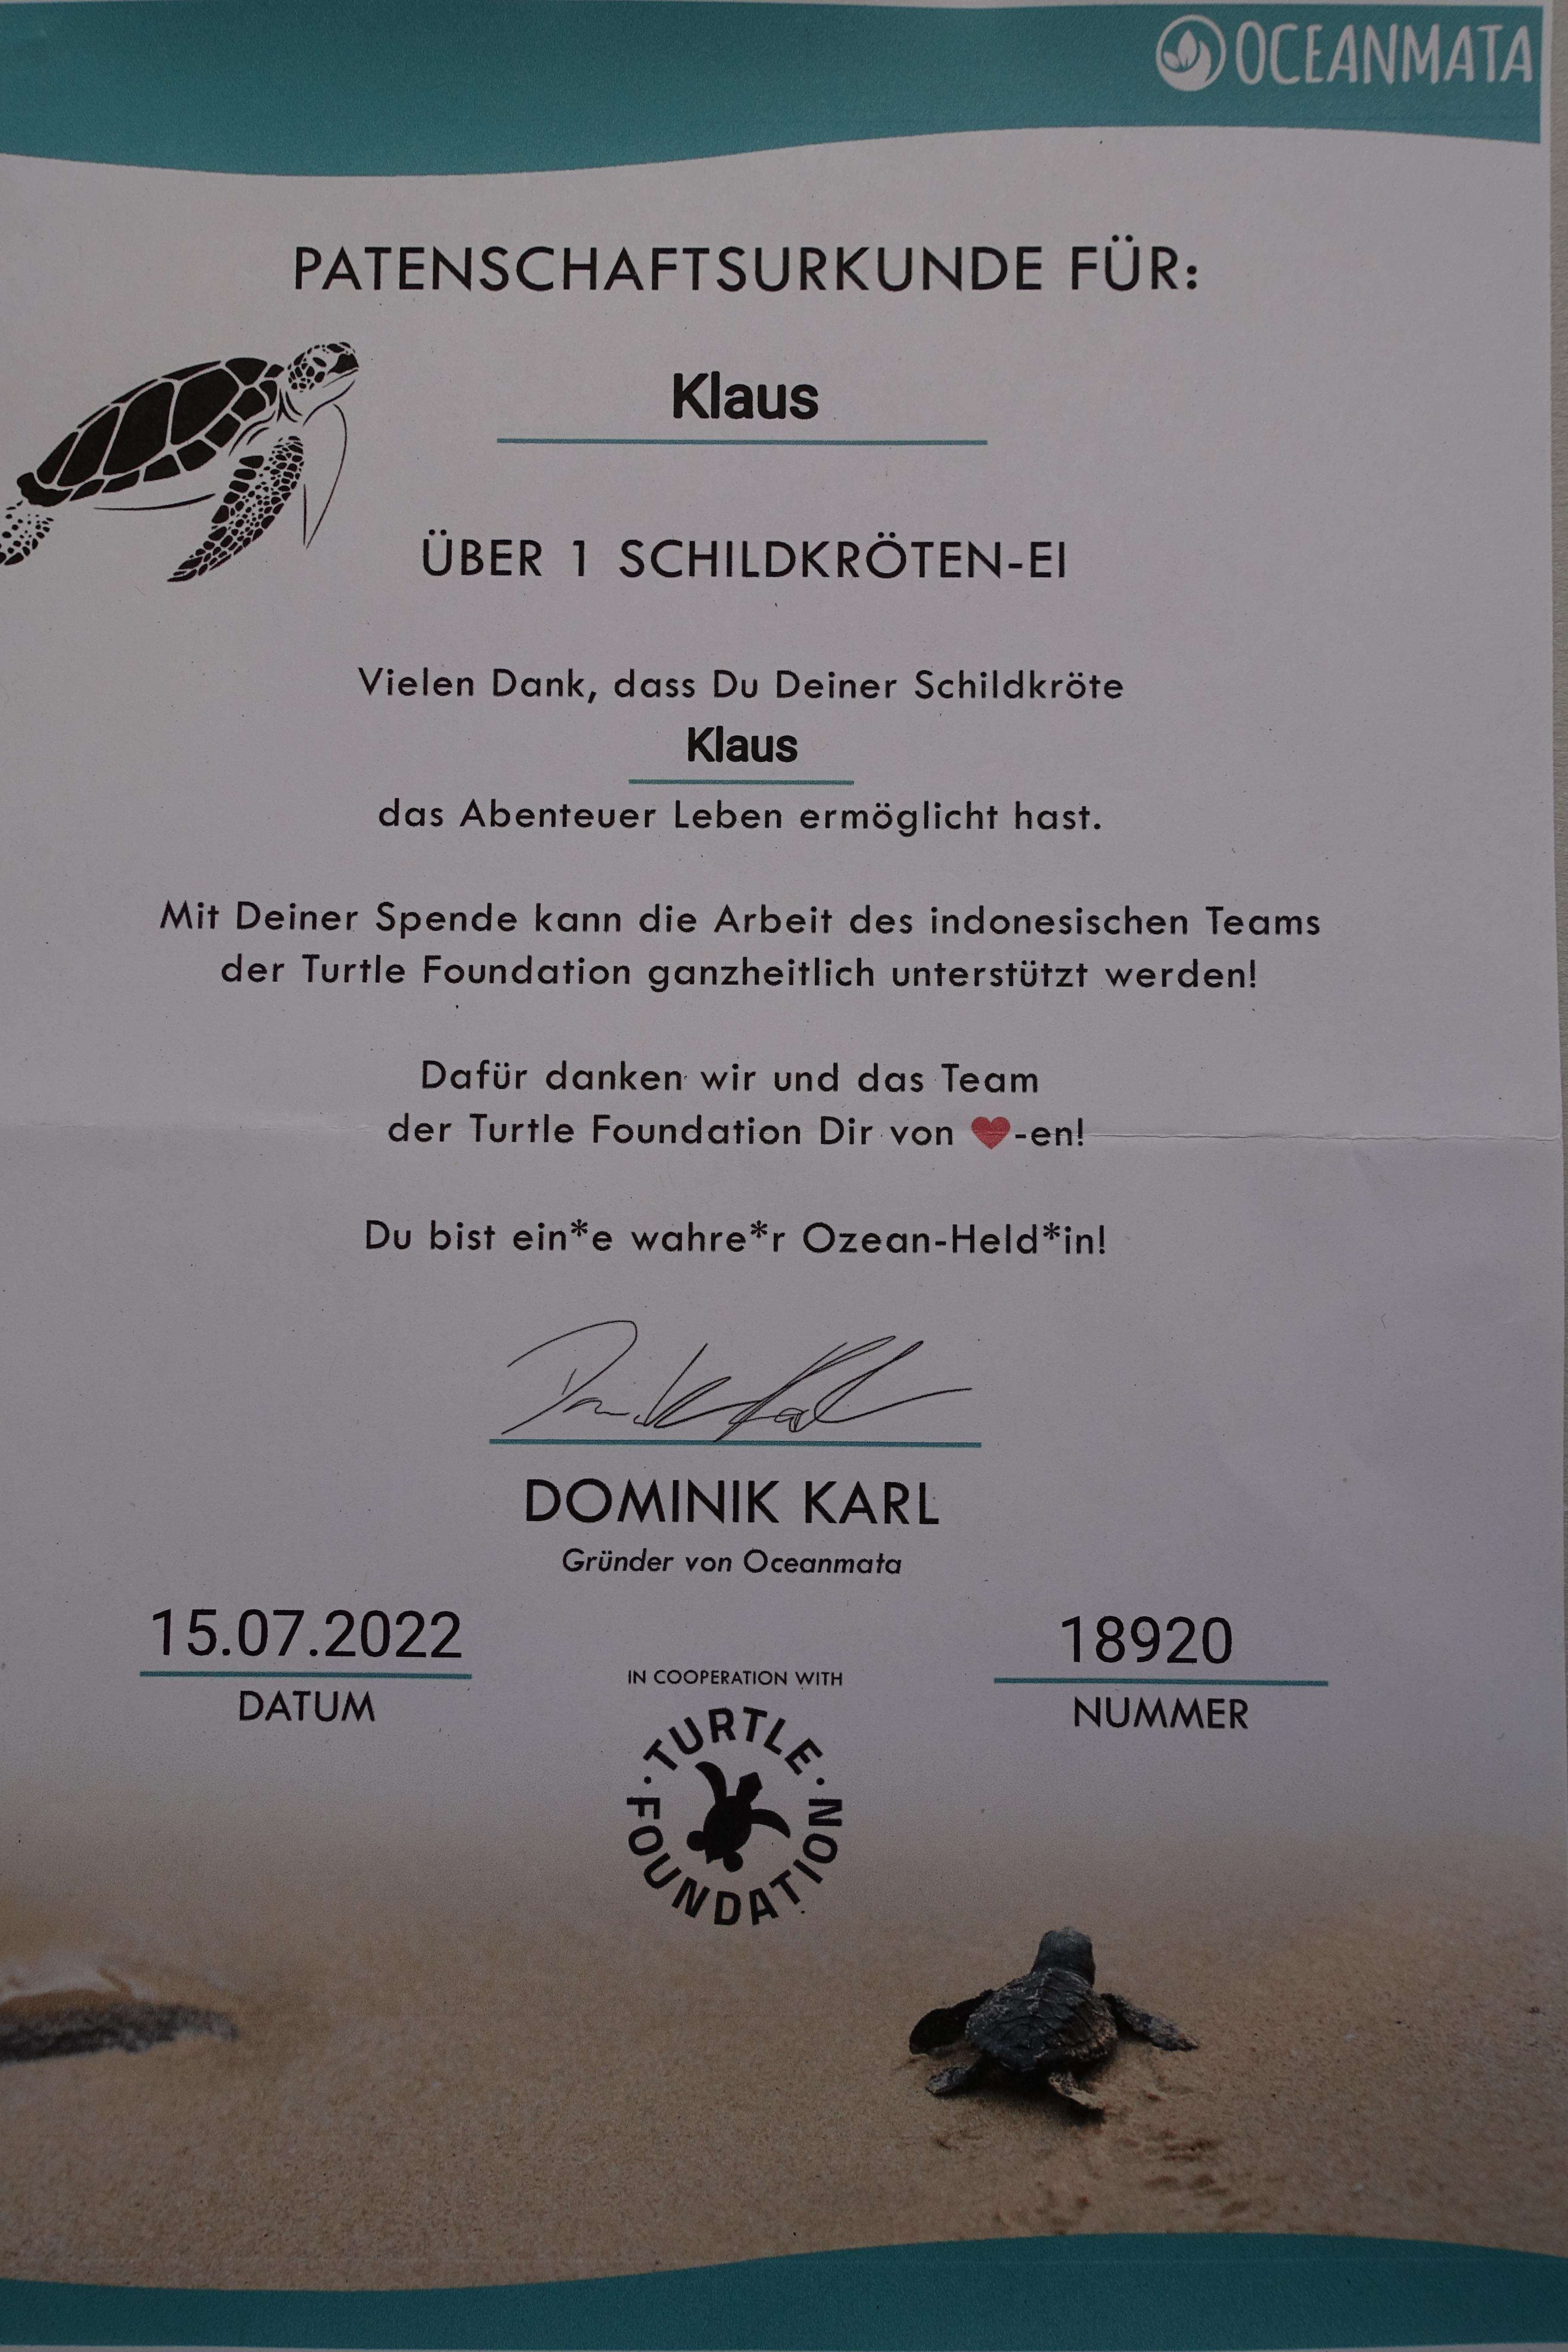 OCEANMATA
PATENSCHAFTSURKUNDE FÜR:
Klaus
ÜBER 1 SCHILDKRÖTEN-EI
Vielen Dank, dass Du Deiner Schildkröte
Klaus
das Abenteuer Leben ermöglicht hast.
Mit Deiner Spende kann die Arbeit des indonesischen Teams
der Turtle Foundation ganzheitlich unterstützt werden!
Dafür danken wir und das Team
der Turtle Foundation Dir von ❤-en!
Du bist ein*e wahre*r Ozean-Held*in!
DOMINIK KARL
Gründer von Oceanmata
15.07.2022
DATUM
18920
NUMMER
IN COOPERATION WITH
· TURTLE ·
FOUNDATION